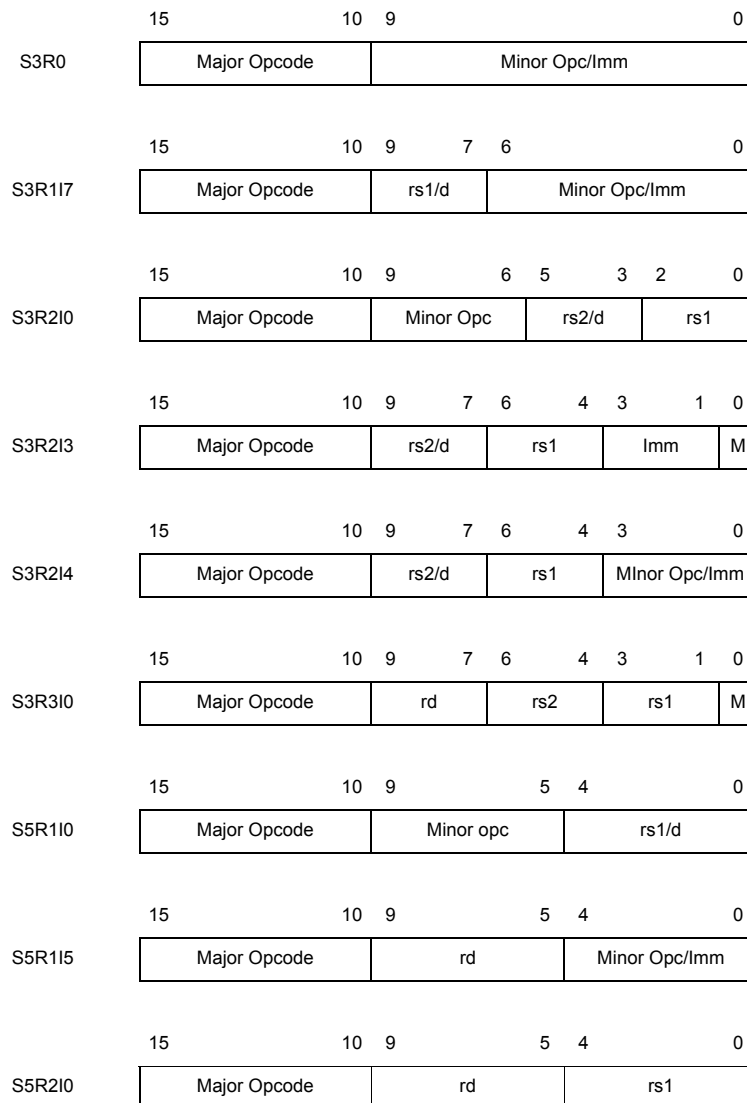 15 10 9 0
S3R0 Major Opcode Minor Opc/Imm
15 10 9 7 6 0
S3R1I7 Major Opcode rs1/d Minor Opc/Imm
15 10 9 6 5 3 2 0
S3R2I0 Major Opcode Minor Opc rs2/d rs1
15 10 9 7 6 4 3 1 0
S3R2I3 Major Opcode rs2/d rs1 Imm M
15 10 9 7 6 4 3 0
S3R2I4 Major Opcode rs2/d rs1 MInor Opc/Imm
15 10 9 7 6 4 3 1 0
S3R3I0 Major Opcode rd rs2 rs1 M
15 10 9 5 4 0
S5R1I0 Major Opcode Minor opc rs1/d
15 10 9 5 4 0
S5R1I5 Major Opcode rd Minor Opc/Imm
15 10 9 5 4 0
S5R2I0 Major Opcode rd rs1